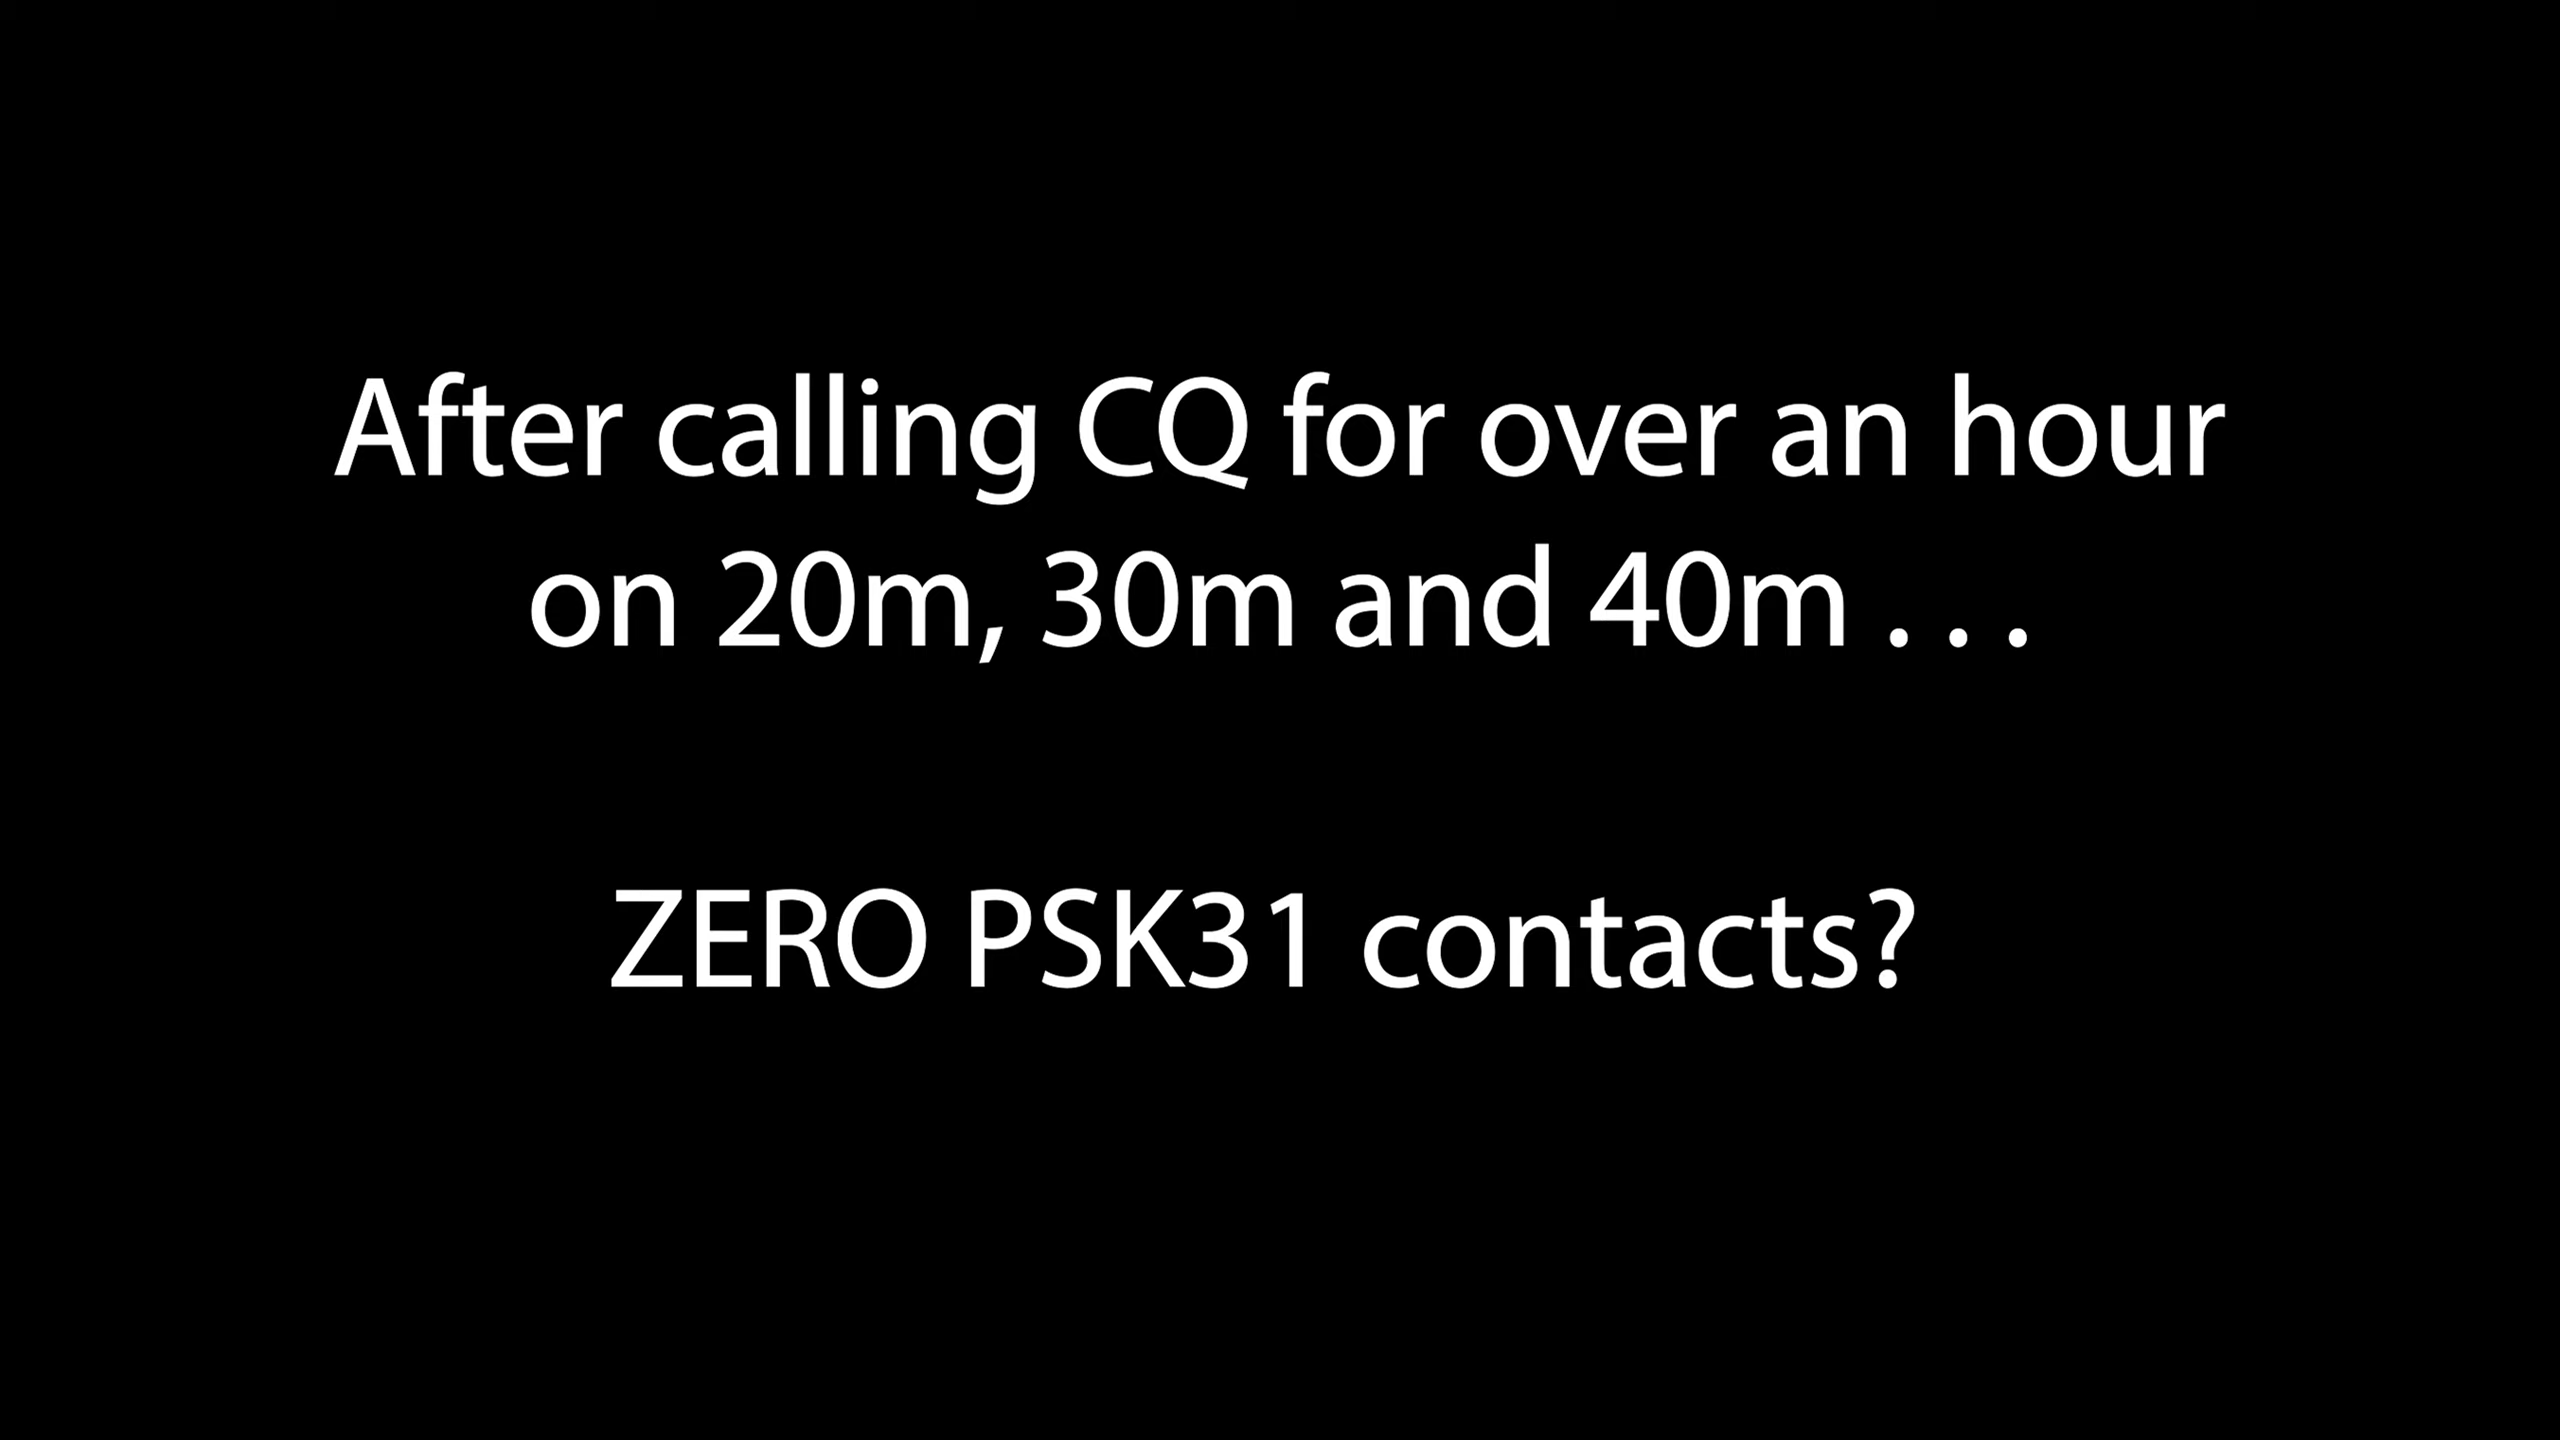 After calling CQ for over an hour
on 20m, 30m and 40m . . .
ZERO PSK31 contacts?